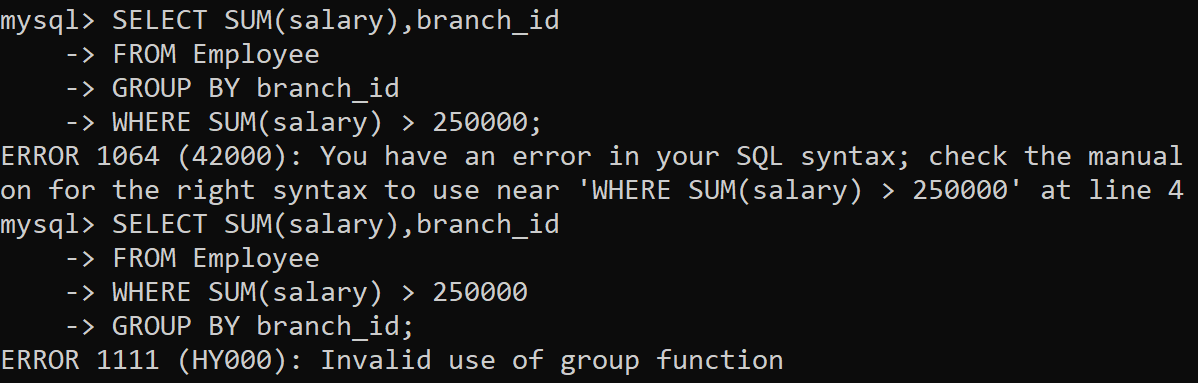 mysql> SELECT SUM(salary),branch_id
    -> FROM Employee
    -> GROUP BY branch_id
    -> WHERE SUM(salary) > 250000;
ERROR 1064 (42000): You have an error in your SQL syntax; check the manual
on for the right syntax to use near 'WHERE SUM(salary) > 250000' at line 4
mysql> SELECT SUM(salary),branch_id
    -> FROM Employee
    -> WHERE SUM(salary) > 250000
    -> GROUP BY branch_id;
ERROR 1111 (HY000): Invalid use of group function